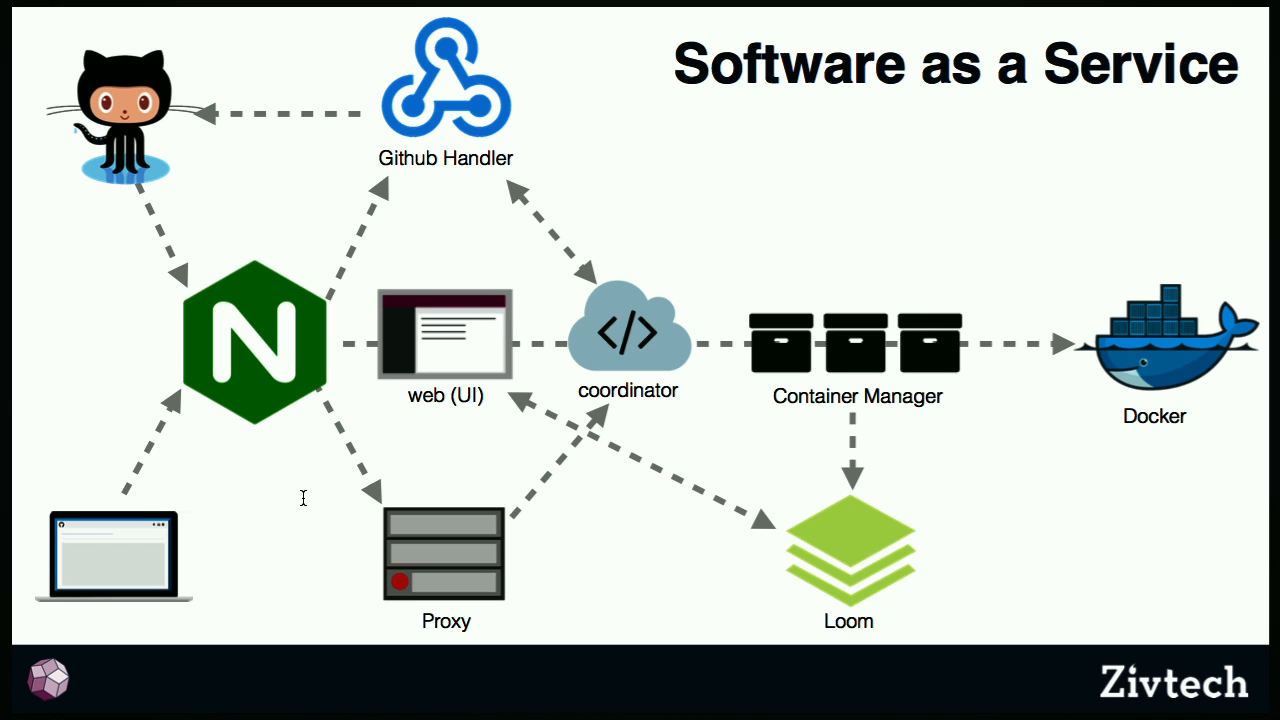 Software as a Service
Github Handler
N
web (UI)
</>
coordinator
Container Manager
Docker
Proxy
Loom
Zivtech